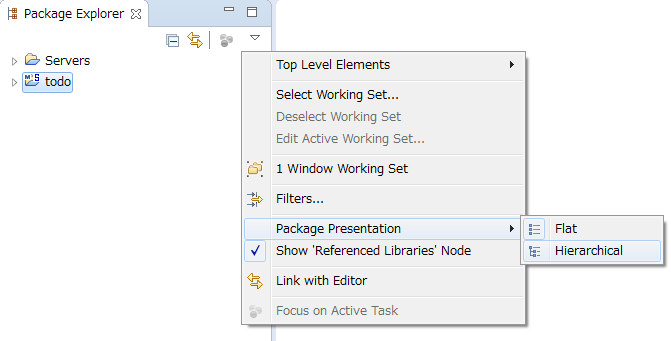 Package Explorer
Servers
todo
Top Level Elements
Select Working Set...
Deselect Working Set
Edit Active Working Set...
1 Window Working Set
Filters...
Package Presentation
Flat
Show 'Referenced Libraries' Node
Hierarchical
Link with Editor
Focus on Active Task